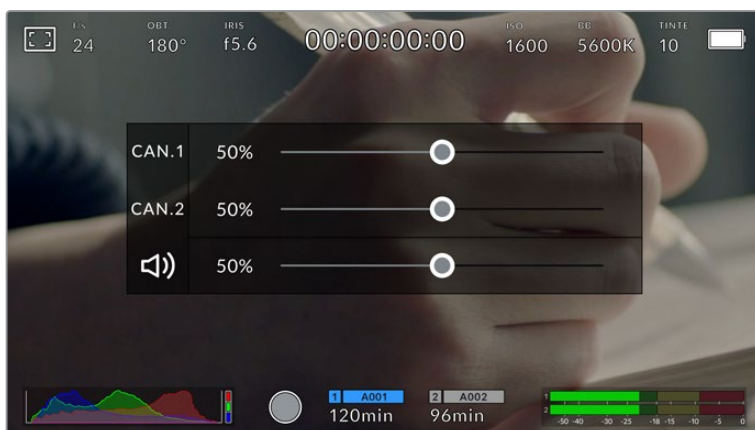 I/s OBT IRIS 00:00:00:00 ISO BB TINTE
24 180° f5.6 1600 5600K 10
CAN.1 50%
CAN.2 50%
50%
1 A001 2 A002
120min 96min
1
2
-50 -40 -30 -25 -18 -15 -10 -5 0